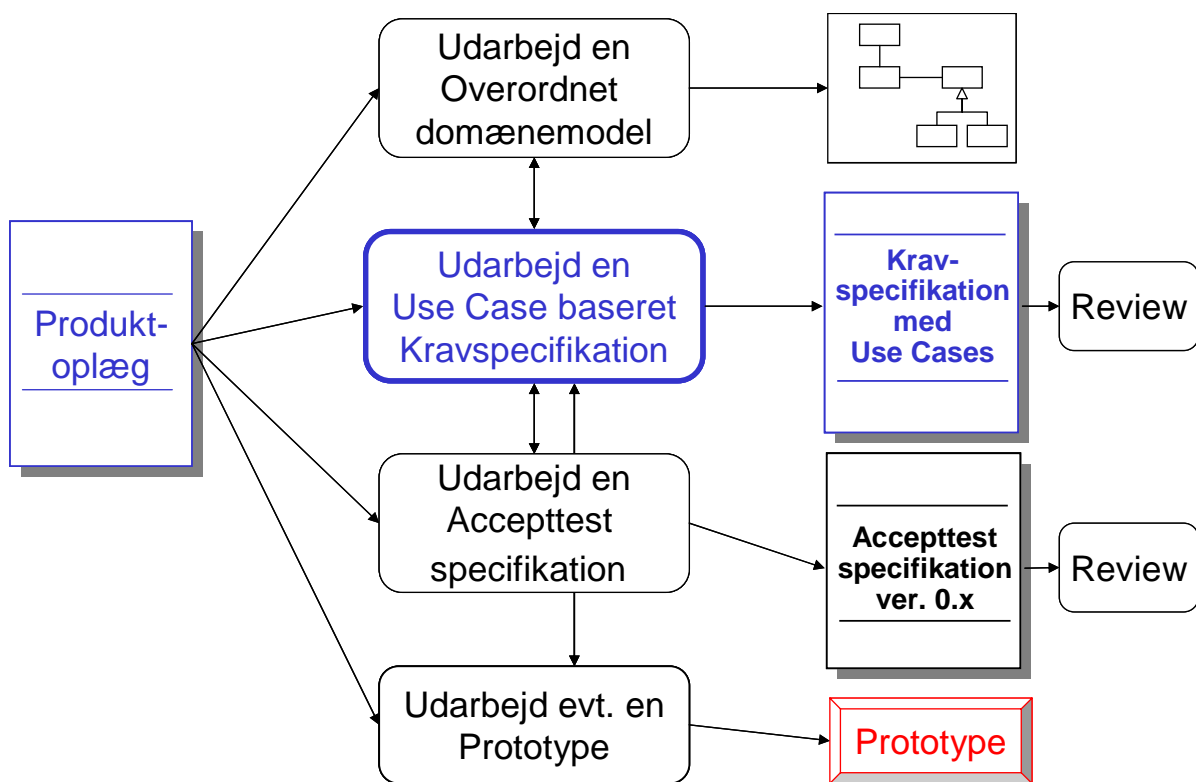 Udarbejd en
Overordnet
domænemodel
Produkt-
oplæg
Udarbejd en
Use Case baseret
Kravspecifikation
Krav-
specifikation
med
Use Cases
Review
Udarbejd en
Accepttest
specifikation
Accepttest
specifikation
ver. 0.x
Review
Udarbejd evt. en
Prototype
Prototype